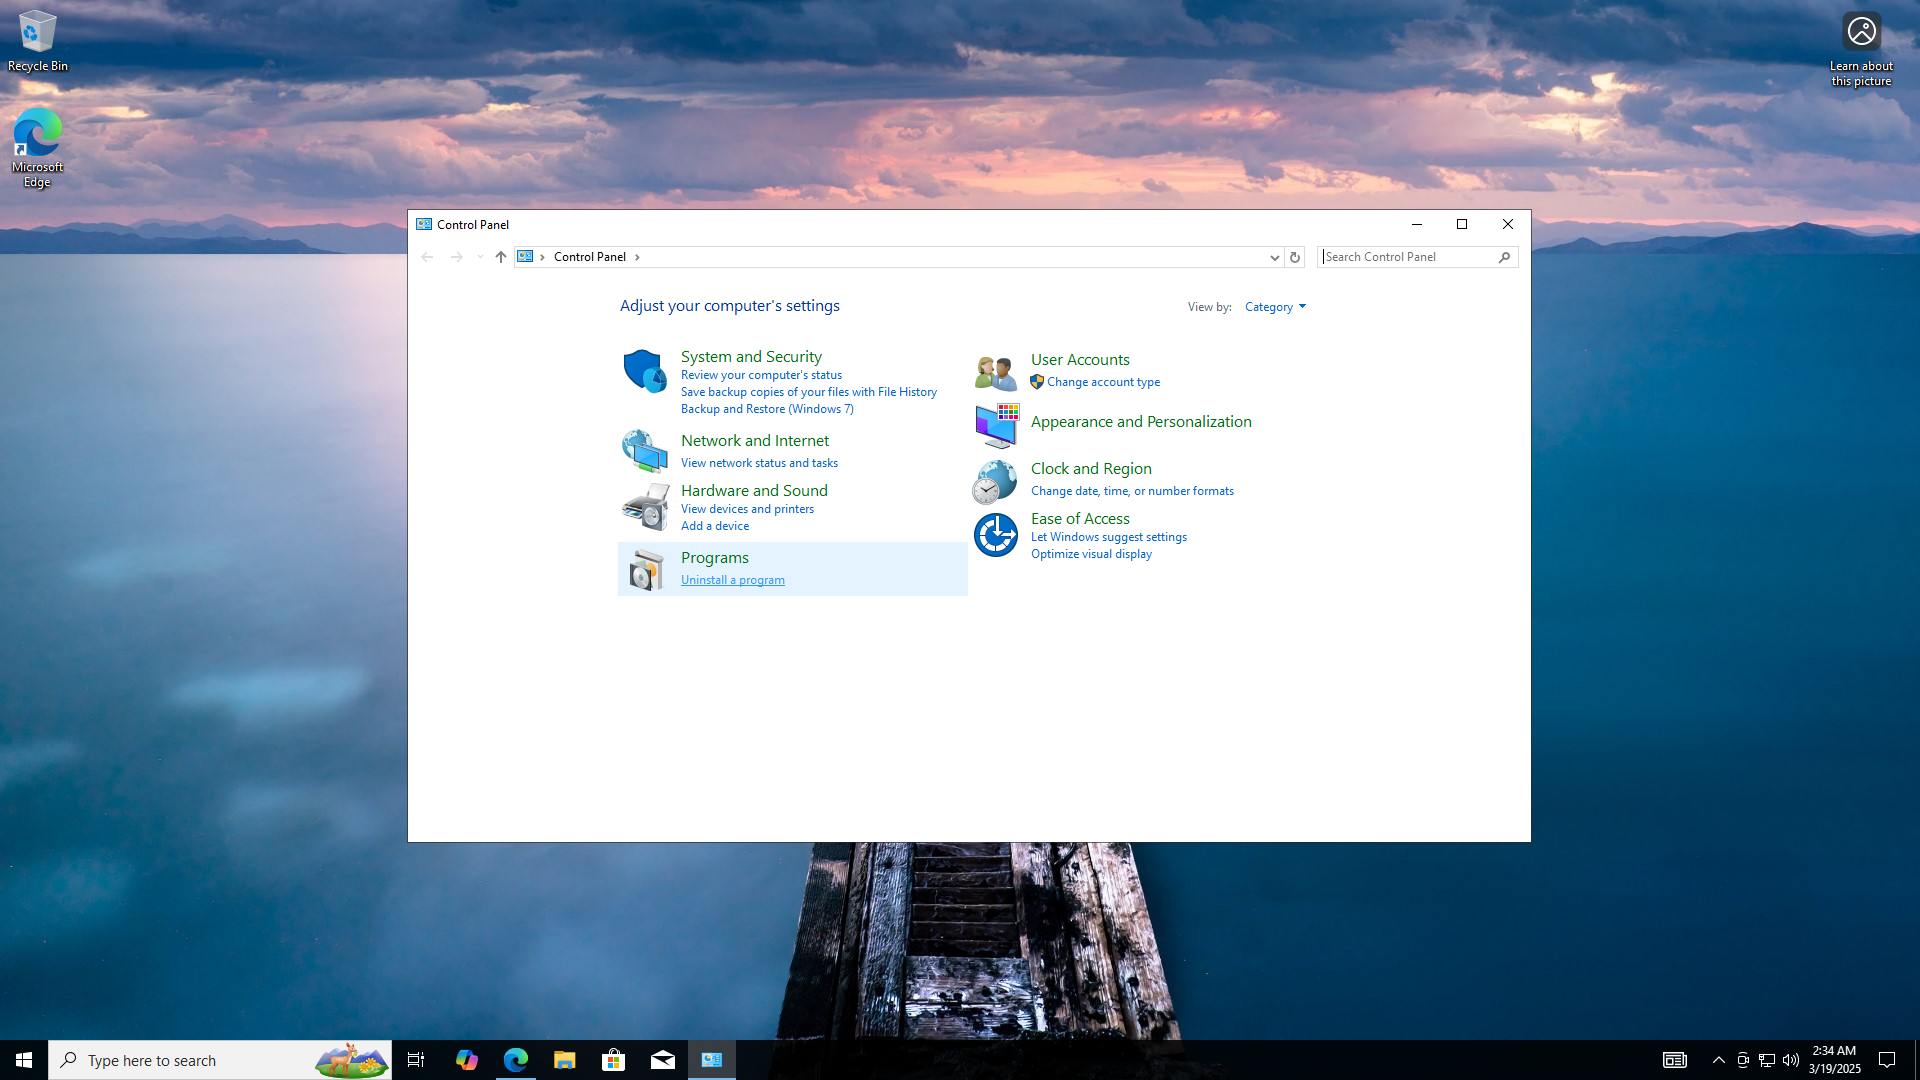 Recycle Bin
Microsoft
Edge
Learn about
this picture
Control Panel
Control Panel
Search Control Panel
Adjust your computer's settings
View by:
Category
System and Security
Review your computer's status
Save backup copies of your files with File History
Backup and Restore (Windows 7)
Network and Internet
View network status and tasks
Hardware and Sound
View devices and printers
Add a device
Programs
Uninstall a program
User Accounts
Change account type
Appearance and Personalization
Clock and Region
Change date, time, or number formats
Ease of Access
Let Windows suggest settings
Optimize visual display
Type here to search
2:34 AM
3/19/2025